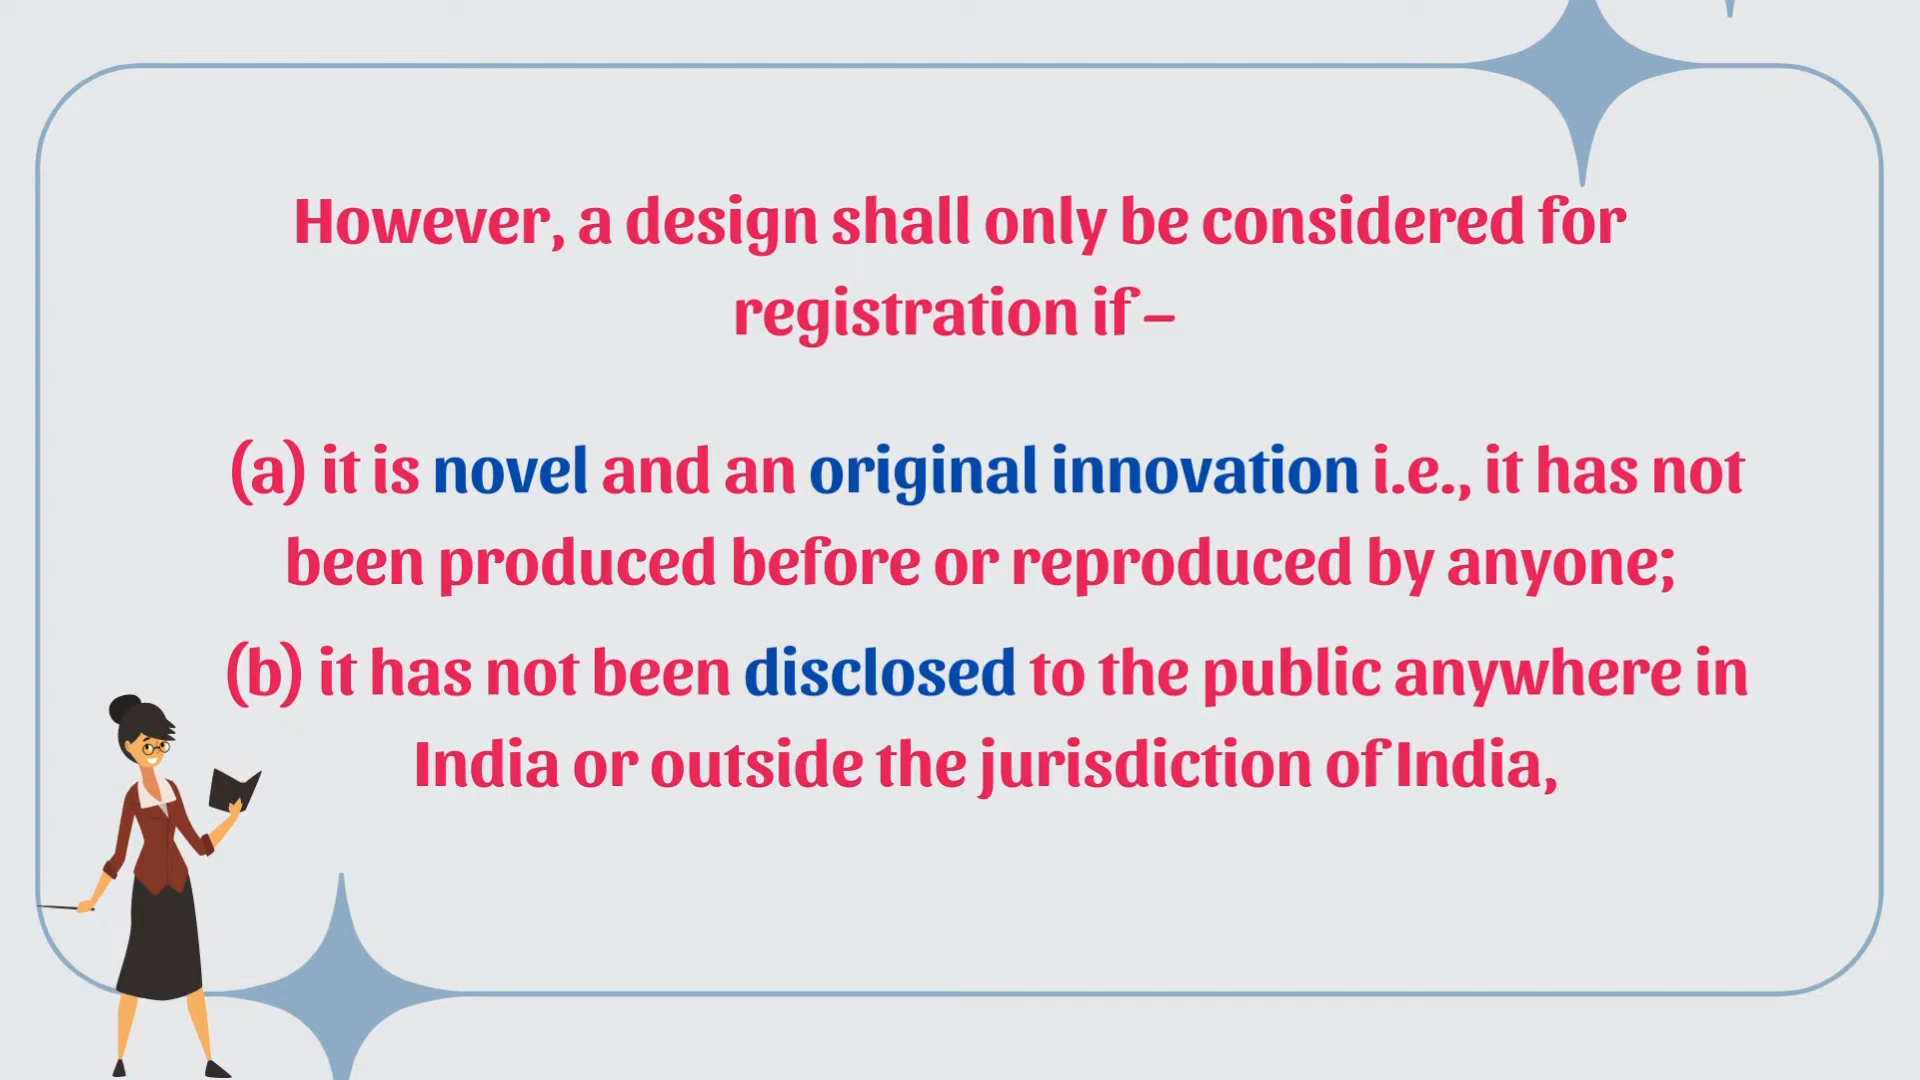 However, a design shall only be considered for
registration if –
(a) it is novel and an original innovation i.e., it has not
been produced before or reproduced by anyone;
(b) it has not been disclosed to the public anywhere in
India or outside the jurisdiction of India,